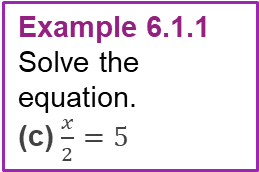 Example 6.1.1
Solve the
equation.
(c) x/2 = 5